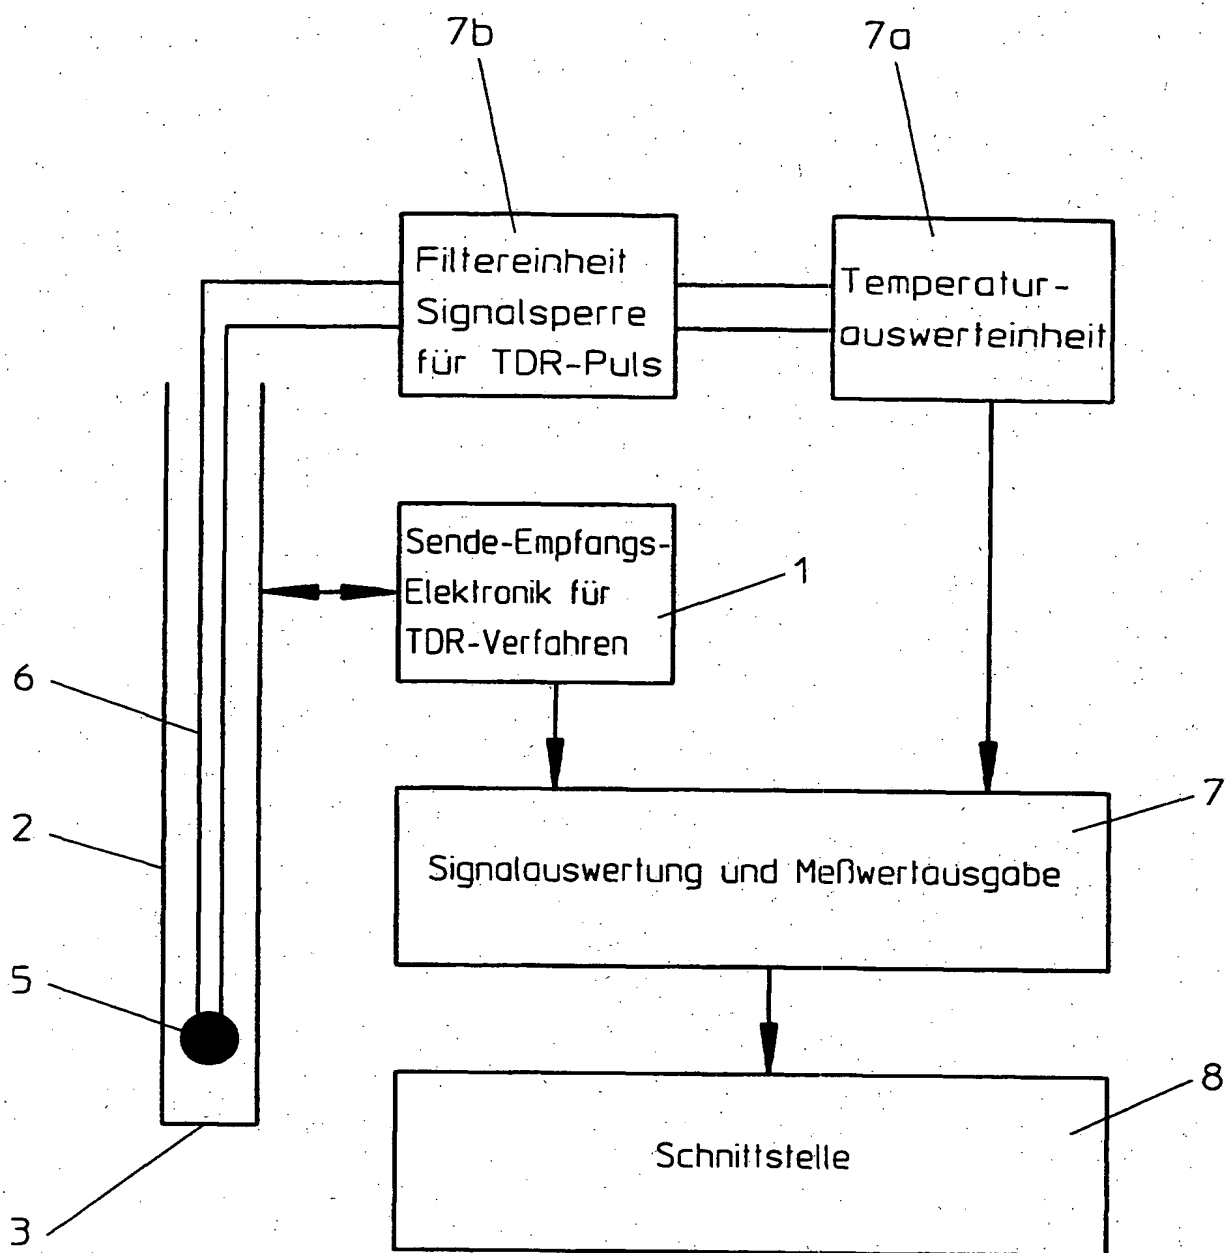 7b
7a
Filtereinheit
Signalsperre
für TDR-Puls
Temperatur-
auswerteinheit
Sende-Empfangs-
Elektronik für
TDR-Verfahren
1
6
2
7
Signalauswertung und Meßwertausgabe
5
8
Schnittstelle
3